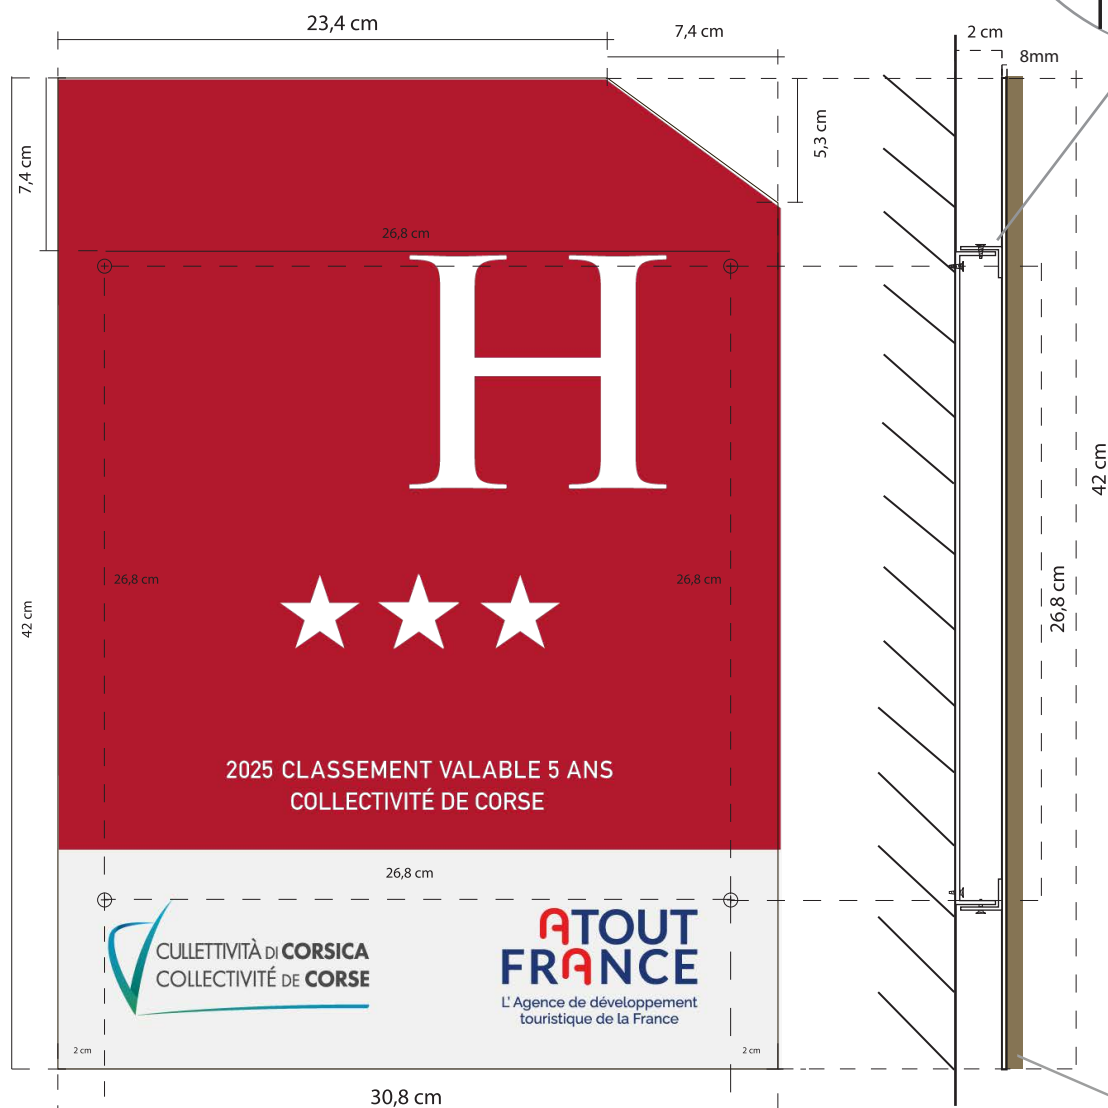 23,4 cm
7,4 cm
2 cm
8mm
7,4 cm
5,3 cm
26,8 cm
H
42 cm
26,8 cm
26,8 cm
26,8 cm
42 cm
2025 CLASSEMENT VALABLE 5 ANS
COLLECTIVITÉ DE CORSE
26,8 cm
CULLETTIVITÀ DI CORSICA
COLLECTIVITÉ DE CORSE
ATOUT
FRANCE
L' Agence de développement
touristique de la France
2 cm
2 cm
30,8 cm